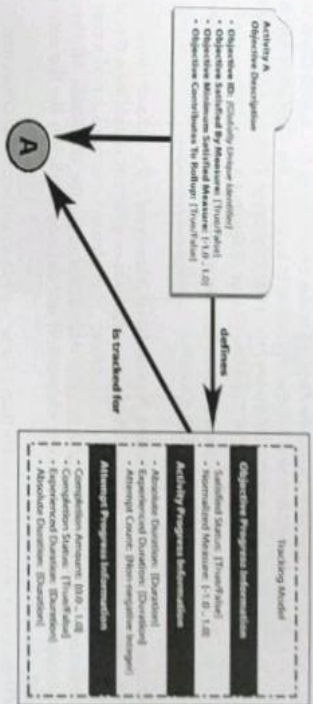 Activity A
Objective Description
• Objective ID: [Globally Unique Identifier]
• Objective Satisfied By Measure: [True/False]
• Objective Minimum Satisfied Measure: [-1.0 .. 1.0]
• Objective Contributes To Rollup: [True/False]
A
defines
is tracked for
Tracking Model
Objective Progress Information
• Satisfied Status: [True/False]
• Normalized Measure: [-1.0 .. 1.0]
Activity Progress Information
• Absolute Duration: [Duration]
• Experienced Duration: [Duration]
• Attempt Count: [Non-negative Integer]
Attempt Progress Information
• Completion Amount: [0.0 .. 1.0]
• Completion Status: [True/False]
• Experienced Duration: [Duration]
• Absolute Duration: [Duration]